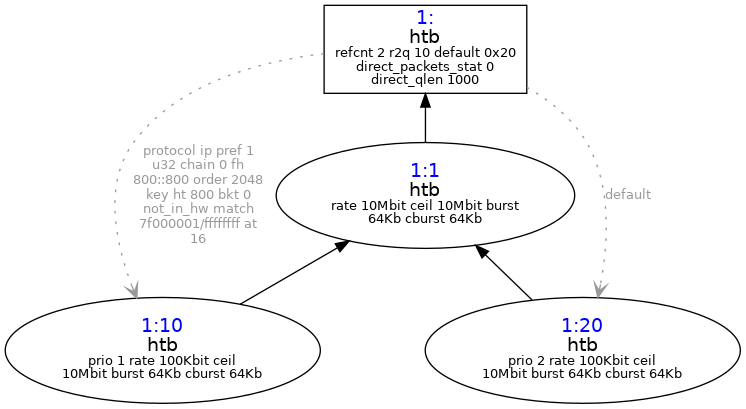 1:
htb
refcnt 2 r2q 10 default 0x20
direct_packets_stat 0
direct_qlen 1000
protocol ip pref 1
u32 chain 0 fh
800::800 order 2048
key ht 800 bkt 0
not_in_hw match
7f000001/ffffffff at
16
default
1:1
htb
rate 10Mbit ceil 10Mbit burst
64Kb cburst 64Kb
1:10
htb
prio 1 rate 100Kbit ceil
10Mbit burst 64Kb cburst 64Kb
1:20
htb
prio 2 rate 100Kbit ceil
10Mbit burst 64Kb cburst 64Kb